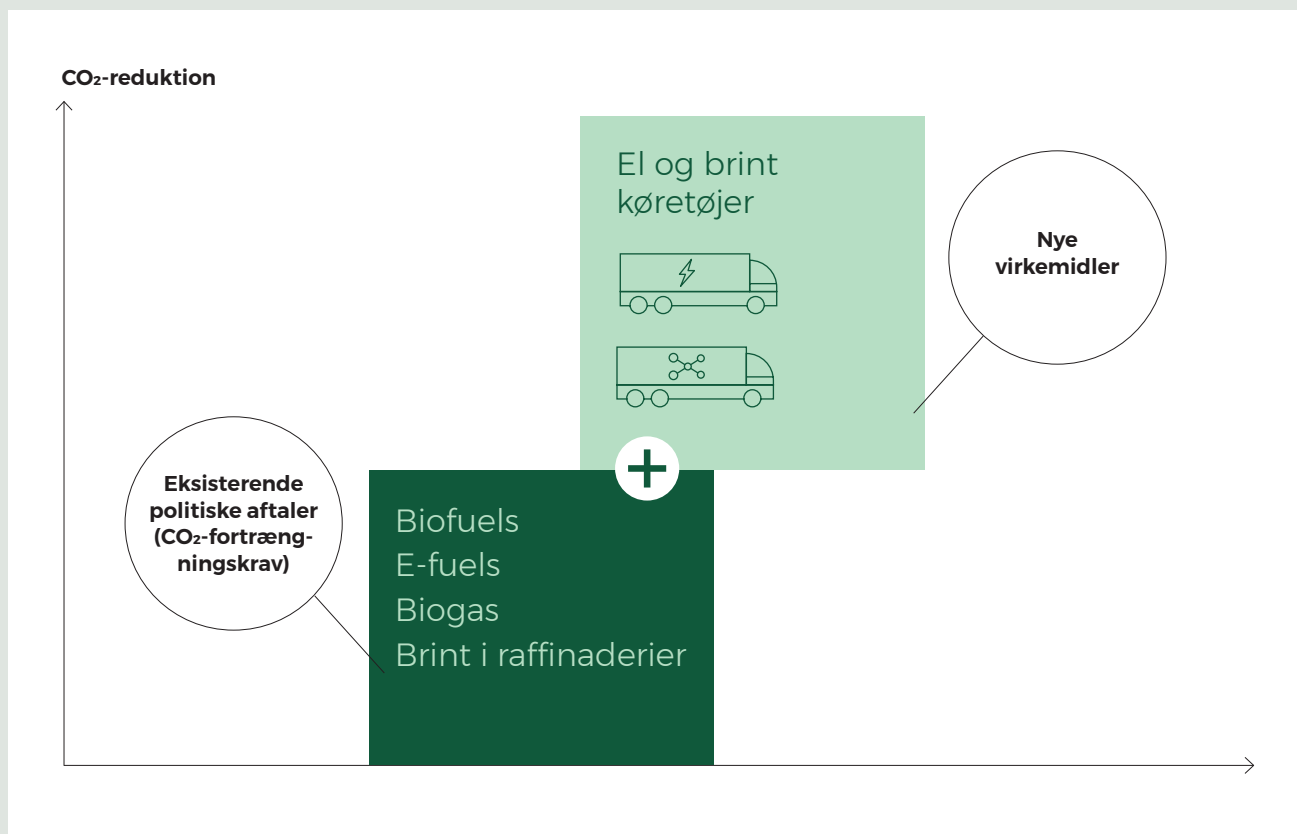 CO₂-reduktion
El og brint
køretøjer
Nye
virkemidler
Eksisterende
politiske aftaler
(CO₂-fortræng-
ningskrav)
+
Biofuels
E-fuels
Biogas
Brint i raffinaderier